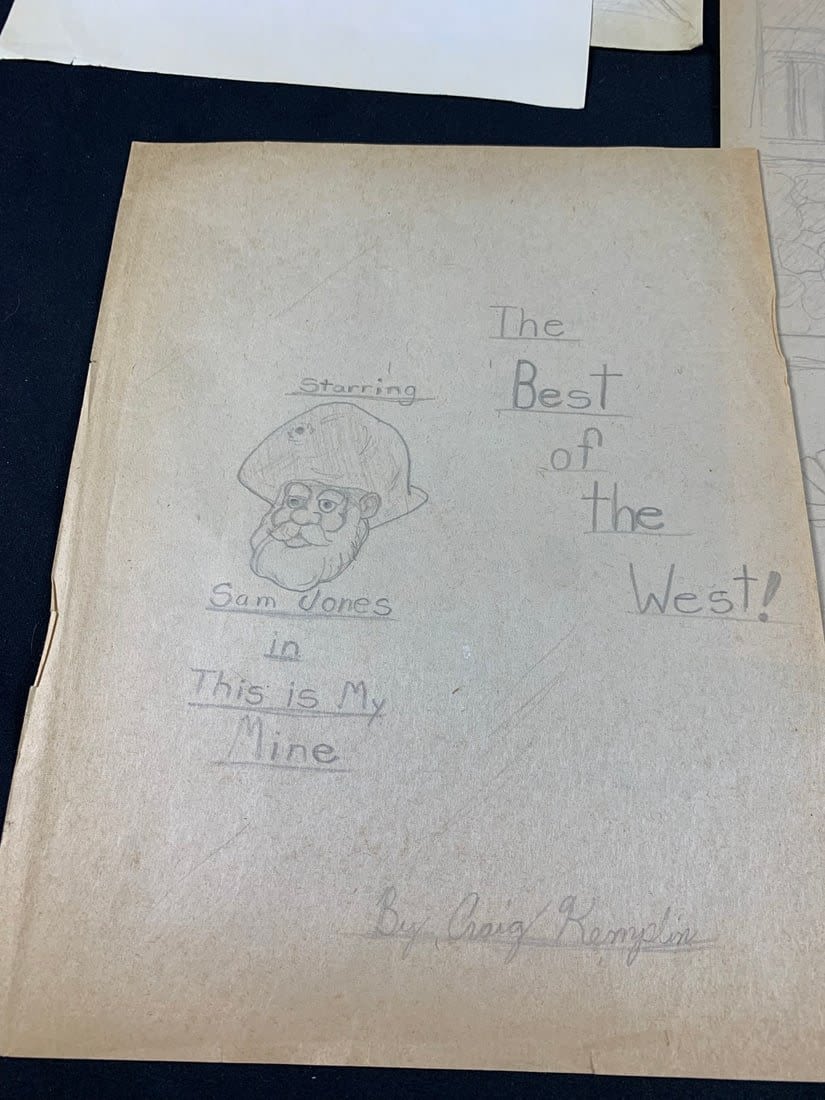 The
Best
of
the
West!
Starring
Sam Jones
in
This is My
Mine
By Craig Kemplin